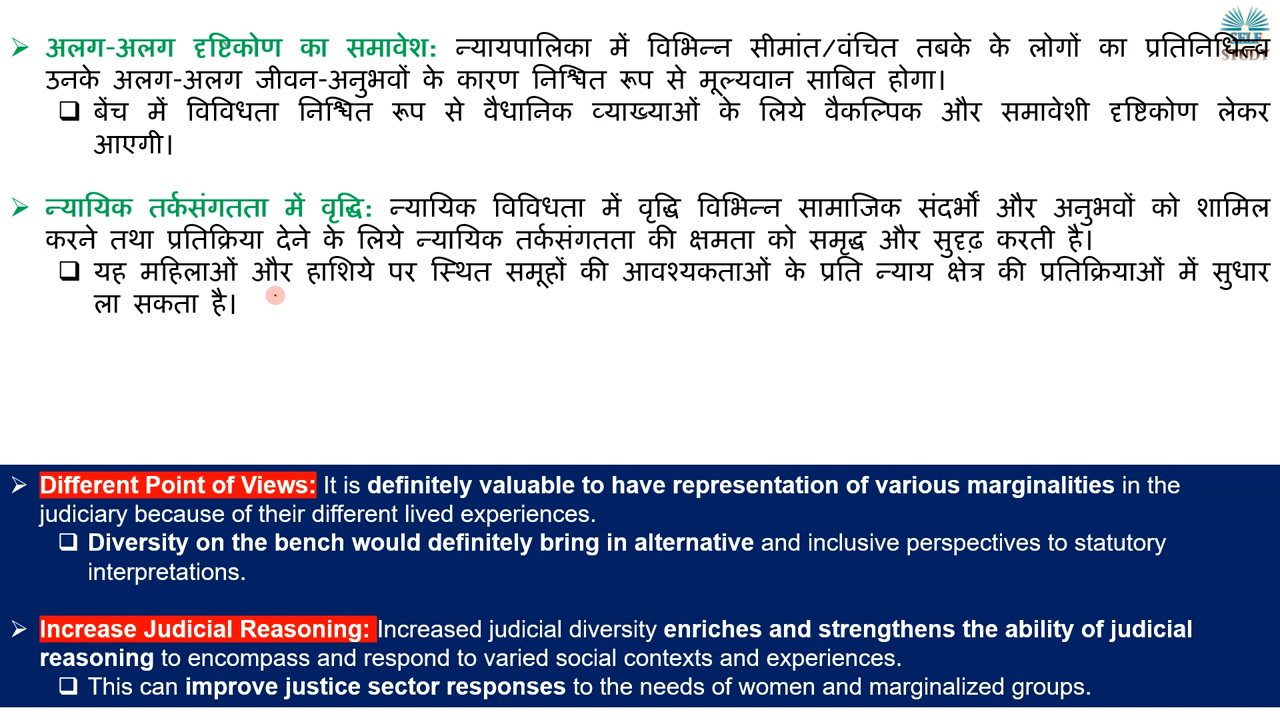 ➢ अलग-अलग दृष्टिकोण का समावेश: न्यायपालिका में विभिन्न सीमांत/वंचित तबके के लोगों का प्रतिनिधित्व
उनके अलग-अलग जीवन-अनुभवों के कारण निश्चित रूप से मूल्यवान साबित होगा।
❑ बेंच में विविधता निश्चित रूप से वैधानिक व्याख्याओं के लिये वैकल्पिक और समावेशी दृष्टिकोण लेकर
आएगी।
➢ न्यायिक तर्कसंगतता में वृद्धि: न्यायिक विविधता में वृद्धि विभिन्न सामाजिक संदर्भों और अनुभवों को शामिल
करने तथा प्रतिक्रिया देने के लिये न्यायिक तर्कसंगतता की क्षमता को समृद्ध और सुदृढ़ करती है।
❑ यह महिलाओं और हाशिये पर स्थित समूहों की आवश्यकताओं के प्रति न्याय क्षेत्र की प्रतिक्रियाओं में सुधार
ला सकता है।
SELF
STUDY
➢ Different Point of Views: It is definitely valuable to have representation of various marginalities in the
judiciary because of their different lived experiences.
❑ Diversity on the bench would definitely bring in alternative and inclusive perspectives to statutory
interpretations.
➢ Increase Judicial Reasoning: Increased judicial diversity enriches and strengthens the ability of judicial
reasoning to encompass and respond to varied social contexts and experiences.
❑ This can improve justice sector responses to the needs of women and marginalized groups.